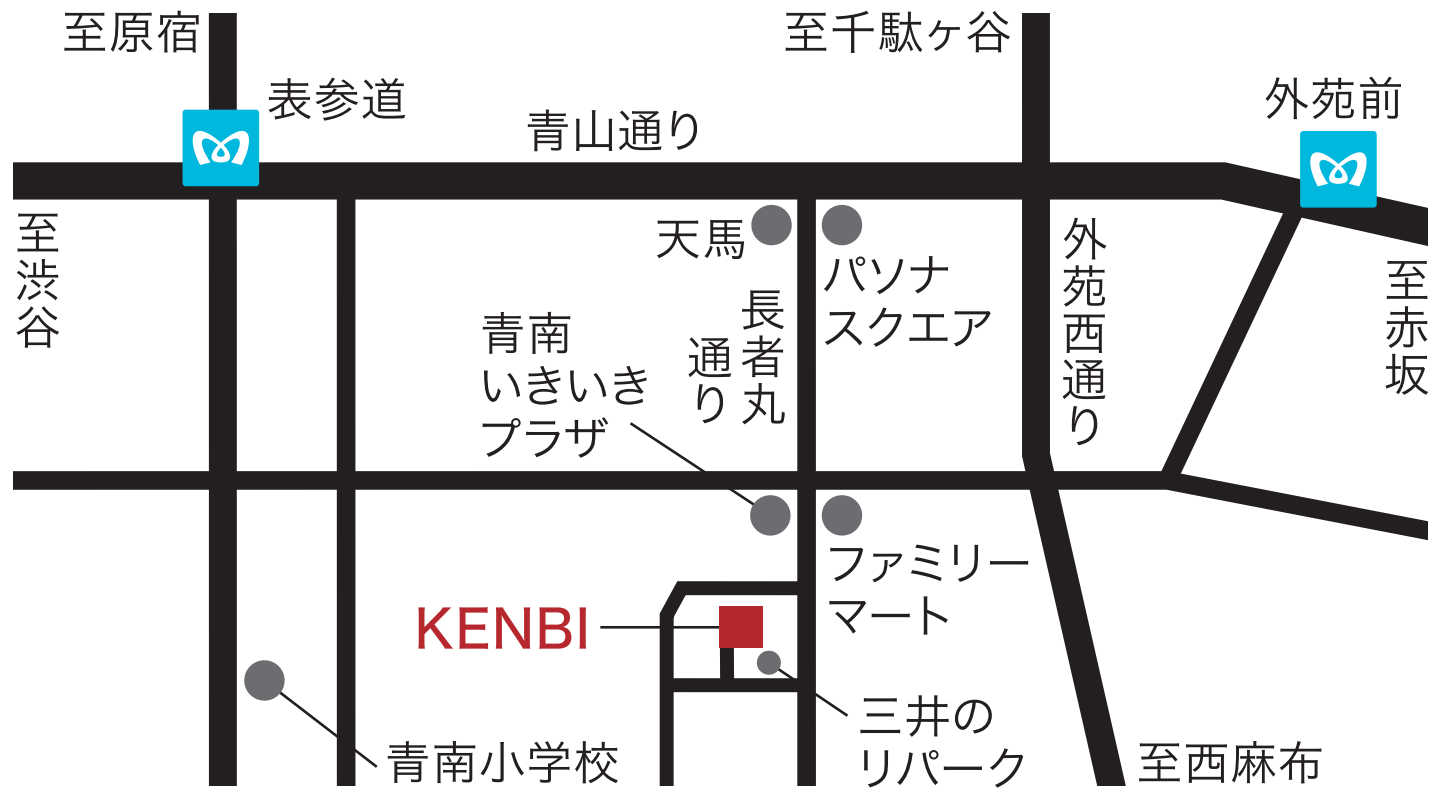 至原宿
至千駄ヶ谷
表参道
外苑前
青山通り
至渋谷
天馬
パソナ
スクエア
外苑西通り
至赤坂
長者丸
通り
青南
いきいき
プラザ
ファミリー
マート
KENBI
三井の
リパーク
青南小学校
至西麻布